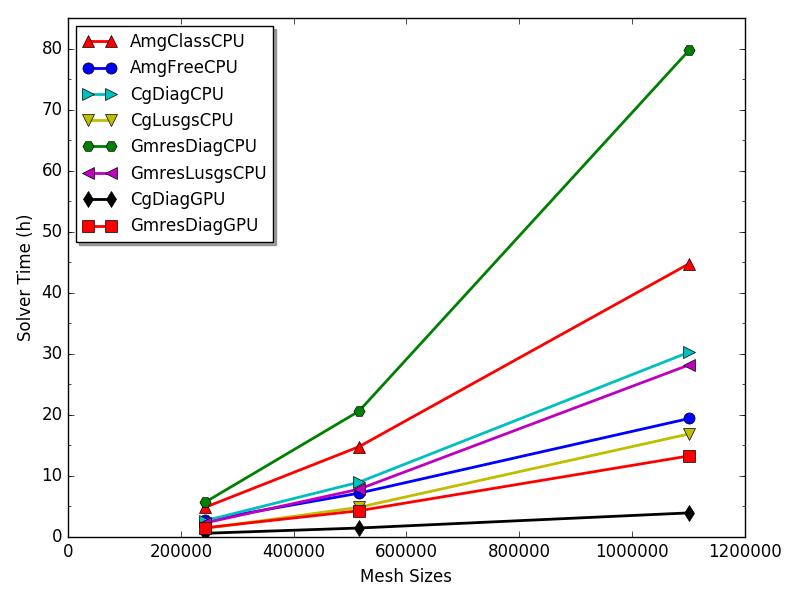 AmgClassCPU
AmgFreeCPU
CgDiagCPU
CgLusgsCPU
GmresDiagCPU
GmresLusgsCPU
CgDiagGPU
GmresDiagGPU
Solver Time (h)
80
70
60
50
40
30
20
10
0
0 200000 400000 600000 800000 1000000 1200000
Mesh Sizes